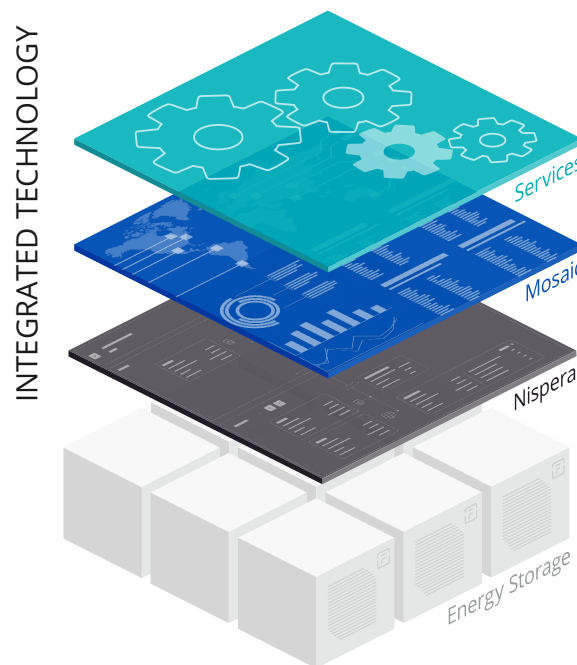 INTEGRATED TECHNOLOGY
Services
Mosaic
Nispera
Energy Storage